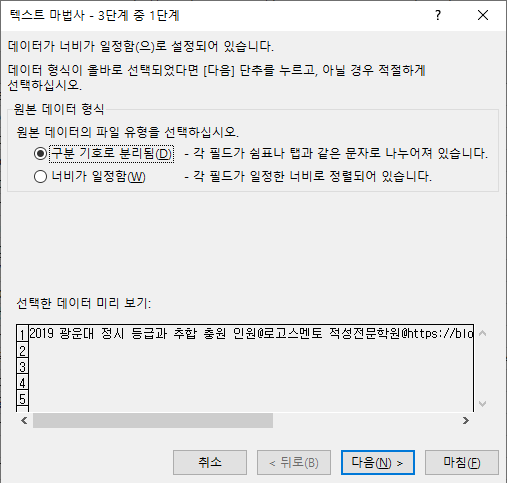 텍스트 마법사 - 3단계 중 1단계
데이터가 너비가 일정함(으)로 설정되어 있습니다.
데이터 형식이 올바로 선택되었다면 [다음] 단추를 누르고, 아닐 경우 적절하게
선택하십시오.
원본 데이터 형식
원본 데이터의 파일 유형을 선택하십시오.
구분 기호로 분리됨(D) - 각 필드가 쉼표나 탭과 같은 문자로 나누어져 있습니다.
너비가 일정함(W) - 각 필드가 일정한 너비로 정렬되어 있습니다.
선택한 데이터 미리 보기:
1 2019 광운대 정시 등급과 추합 충원 인원@로고스멘토 적성전문학원@https://blo
2
3
4
5
취소 < 뒤로(B) 다음(N) > 마침(F)